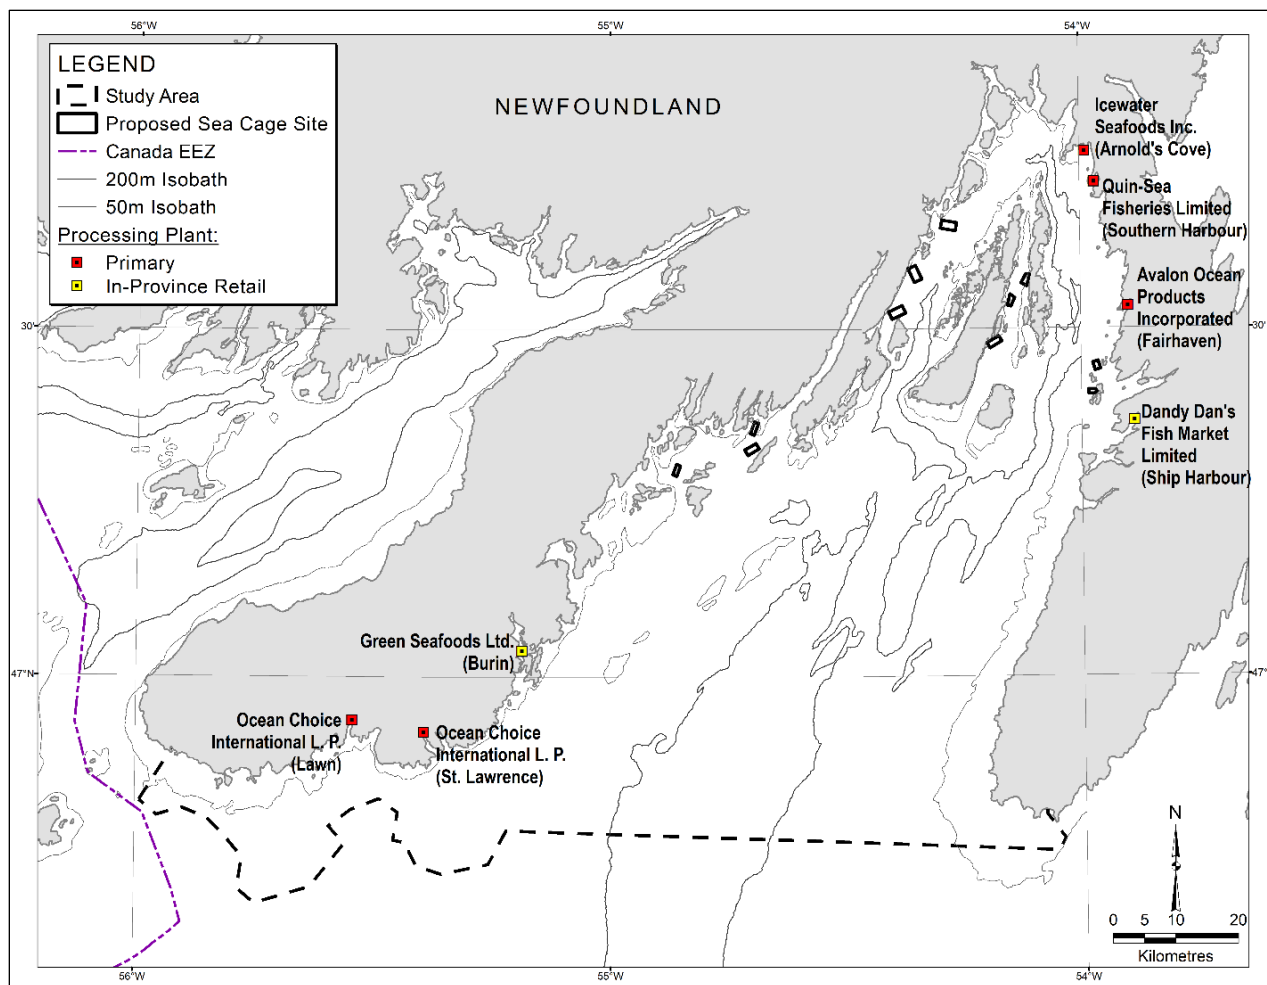 56°W 55°W 54°W
LEGEND
Study Area
Proposed Sea Cage Site
Canada EEZ
200m Isobath
50m Isobath
Processing Plant:
Primary
In-Province Retail
NEWFOUNDLAND
Icewater
Seafoods Inc.
(Arnold's Cove)
Quin-Sea
Fisheries Limited
(Southern Harbour)
Avalon Ocean
Products
Incorporated
(Fairhaven)
30' 30'
Dandy Dan's
Fish Market
Limited
(Ship Harbour)
Green Seafoods Ltd.
(Burin)
47°N 47°N
Ocean Choice
International L. P.
(Lawn)
Ocean Choice
International L. P.
(St. Lawrence)
N
0 5 10 20
Kilometres
56°W 55°W 54°W